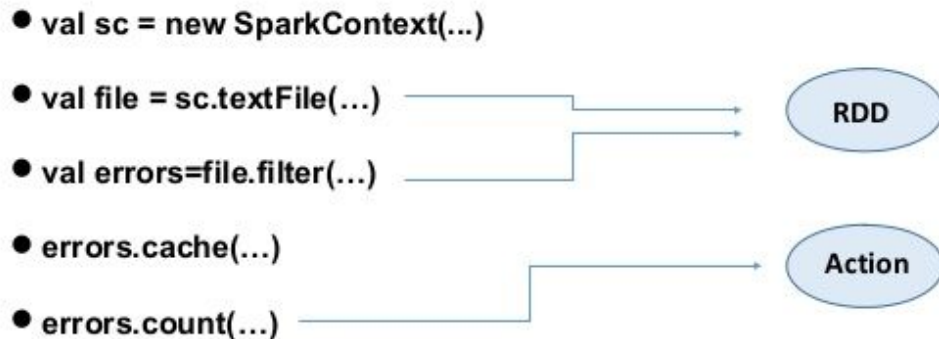 ● val sc = new SparkContext(...)
● val file = sc.textFile(…)
RDD
● val errors=file.filter(…)
● errors.cache(…)
Action
● errors.count(…)